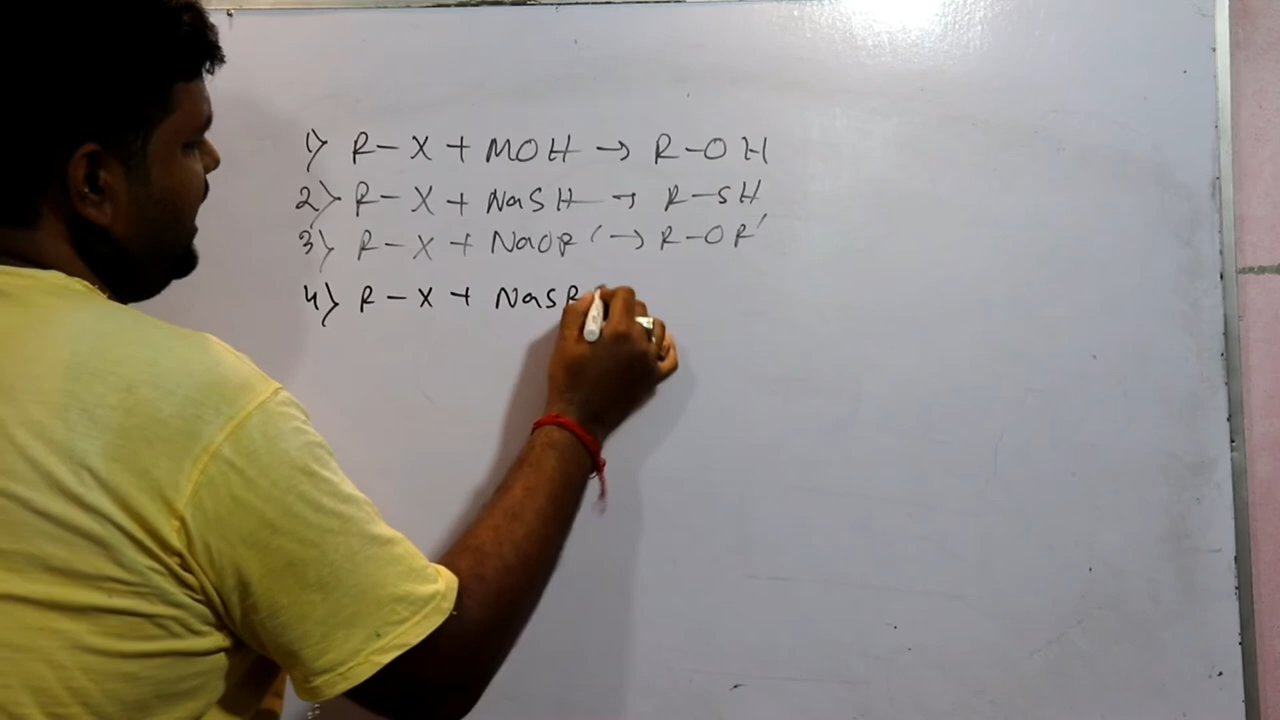 1) R-X + MOH → R-OH
2) R-X + NaSH → R-SH
3) R-X + NaOR' → R-OR'
4) R-X + NaSR